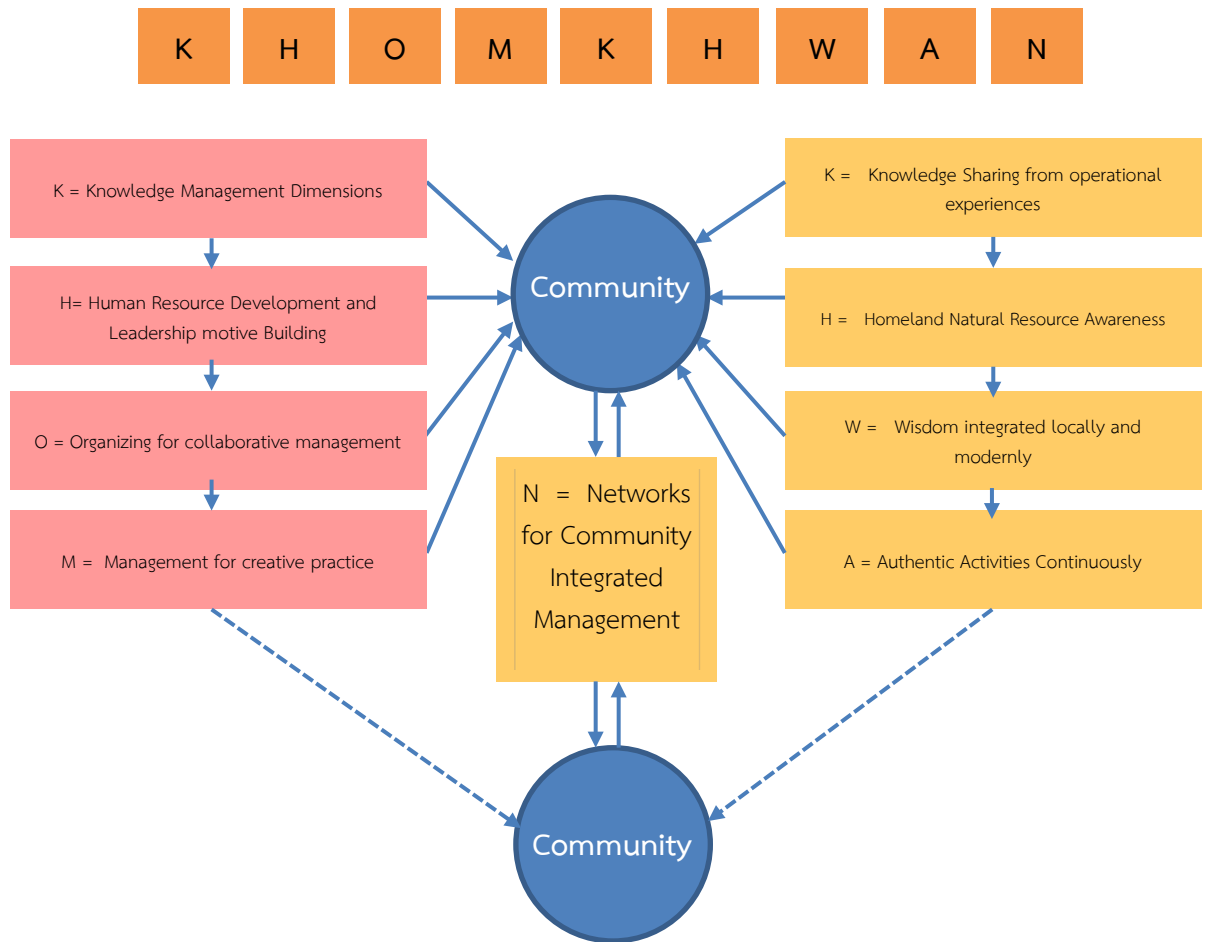 K H O M K H W A N
K = Knowledge Management Dimensions
H= Human Resource Development and
Leadership motive Building
O = Organizing for collaborative management
M = Management for creative practice
Community
N = Networks
for Community
Integrated
Management
Community
K = Knowledge Sharing from operational
experiences
H = Homeland Natural Resource Awareness
W = Wisdom integrated locally and
modernly
A = Authentic Activities Continuously